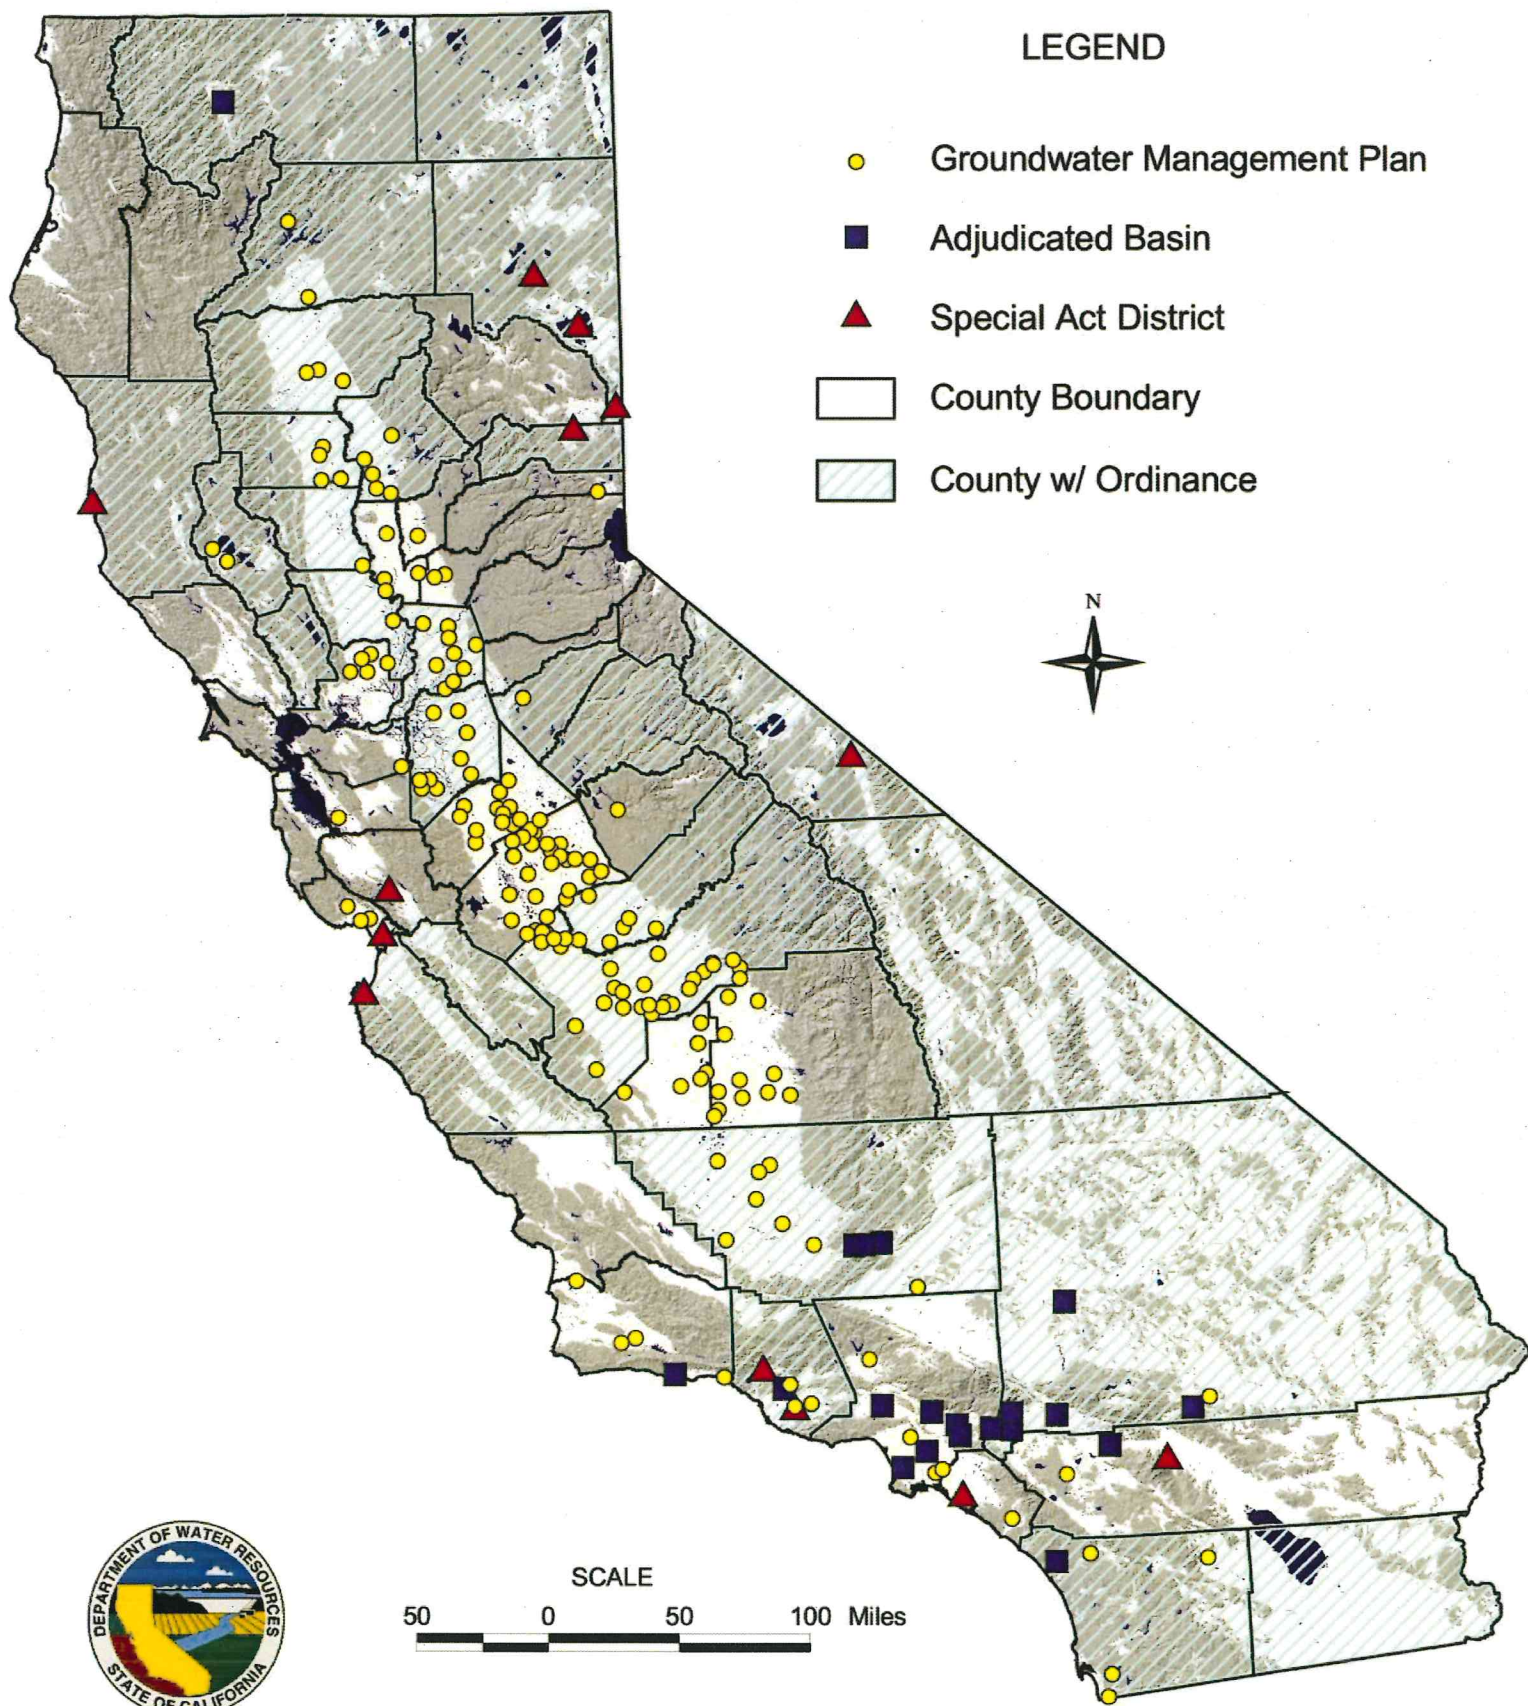 LEGEND
Groundwater Management Plan
Adjudicated Basin
Special Act District
County Boundary
County w/ Ordinance
N
SCALE
50 0 50 100 Miles
DEPARTMENT OF WATER RESOURCES
STATE OF CALIFORNIA